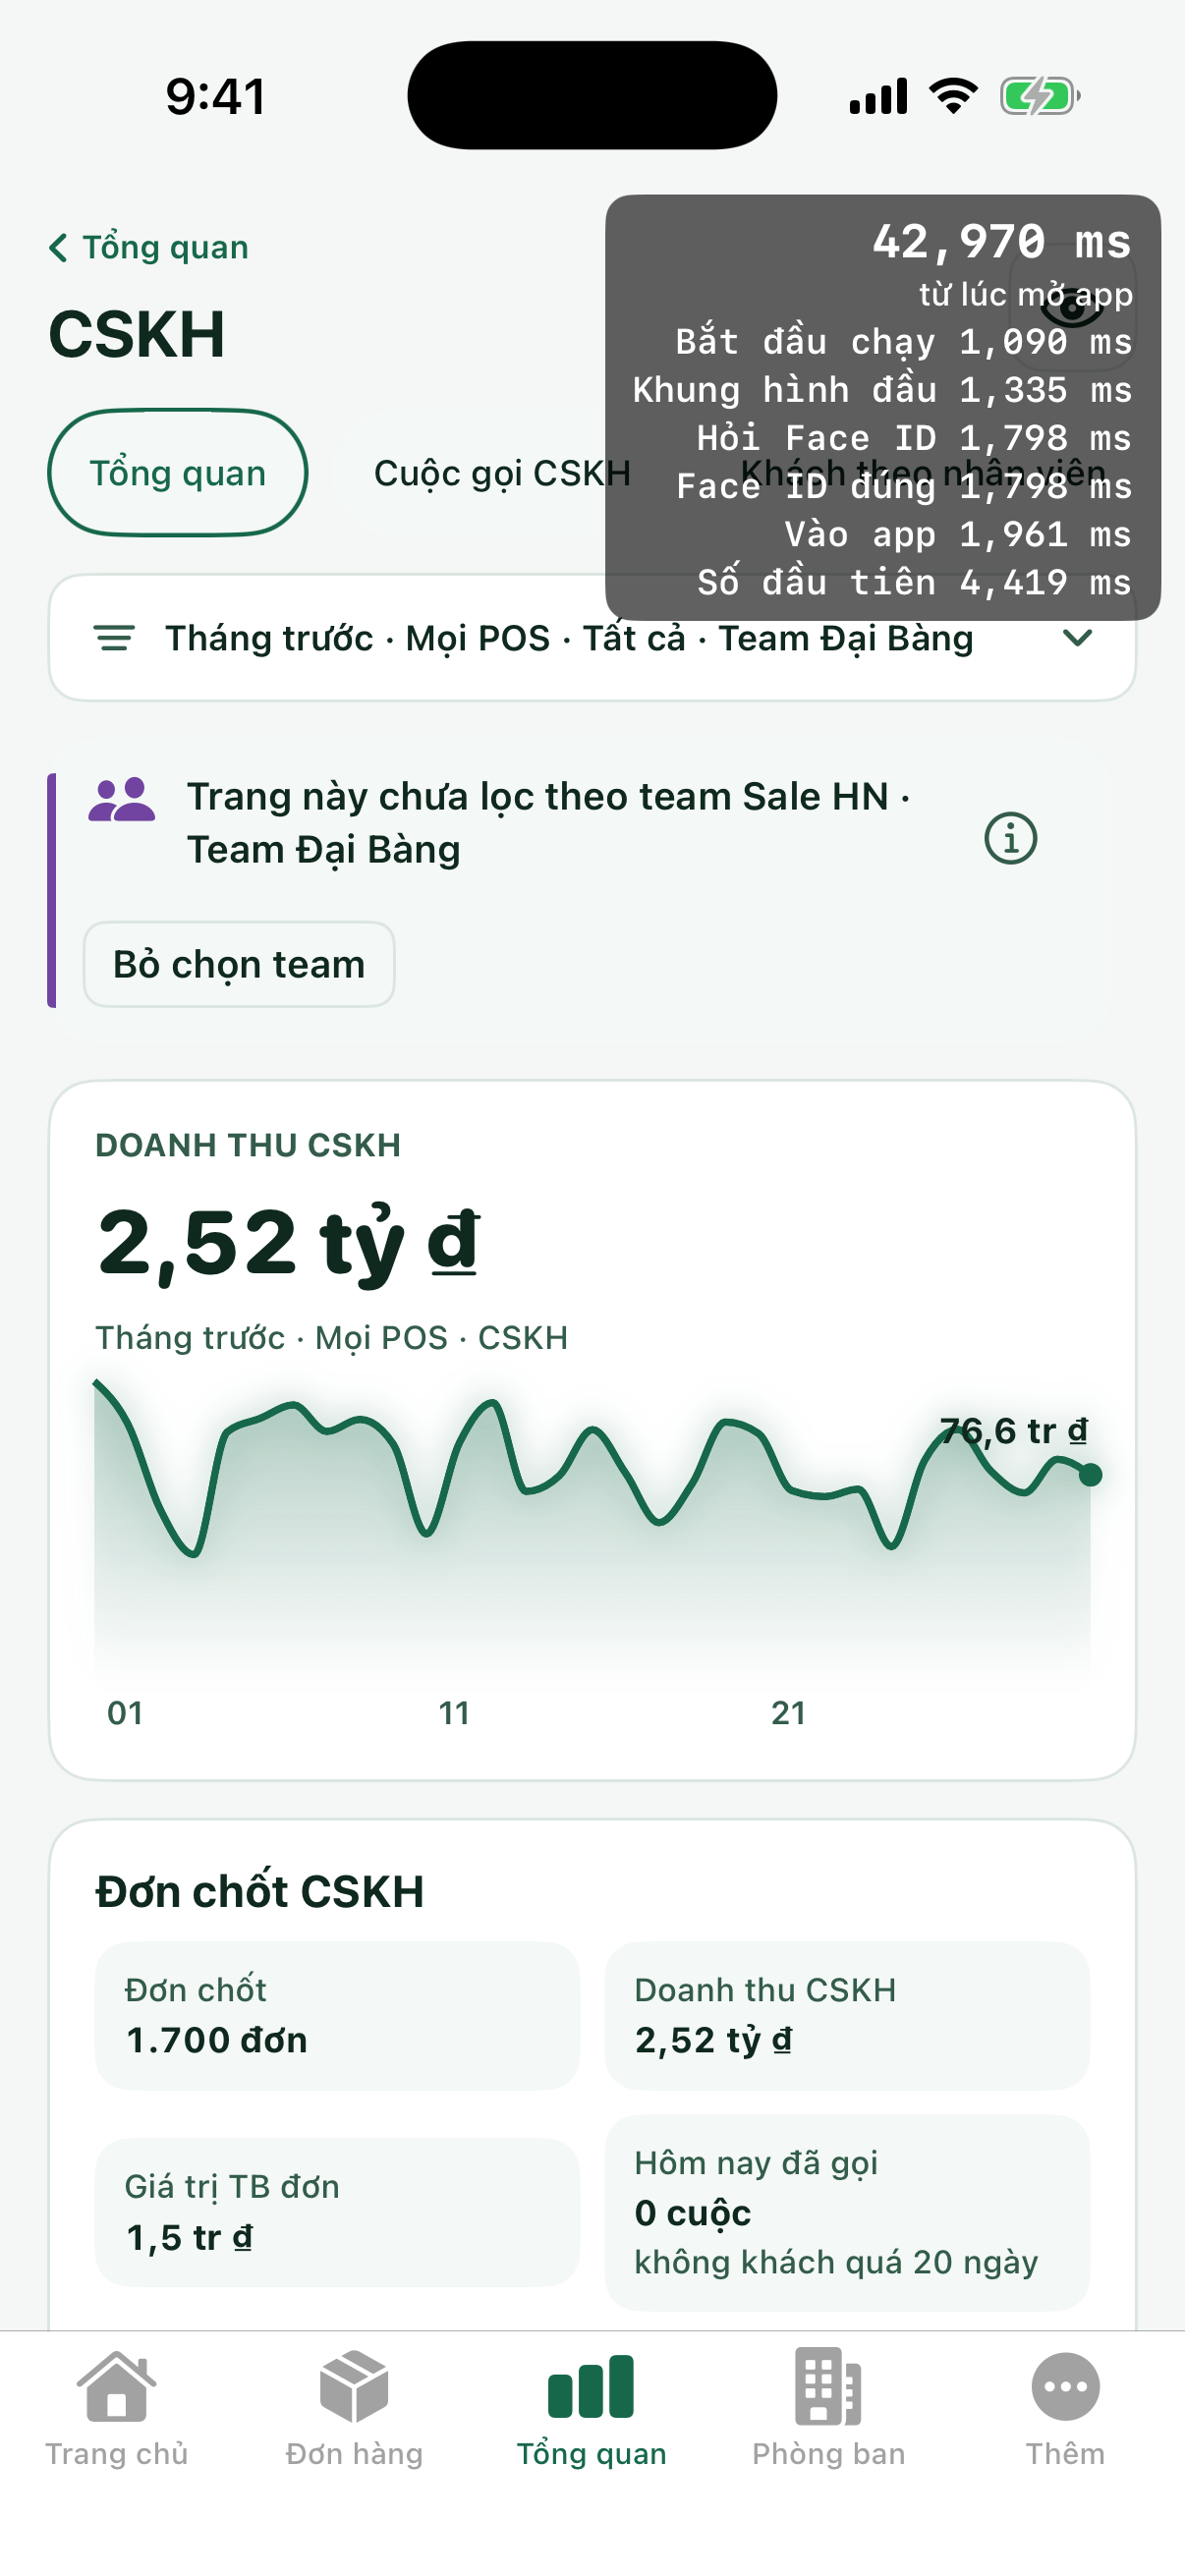 9:41
Tổng quan
CSKH
42,970 ms
từ lúc mở app
Bắt đầu chạy 1,090 ms
Khung hình đầu 1,335 ms
Hỏi Face ID 1,798 ms
Face ID đúng 1,798 ms
Vào app 1,961 ms
Số đầu tiên 4,419 ms
Tổng quan
Cuộc gọi CSKH
Khách theo nhân viên
Tháng trước · Mọi POS · Tất cả · Team Đại Bàng
Trang này chưa lọc theo team Sale HN ·
Team Đại Bàng
Bỏ chọn team
DOANH THU CSKH
2,52 tỷ ₫
Tháng trước · Mọi POS · CSKH
76,6 tr ₫
01 11 21
Đơn chốt CSKH
Đơn chốt
1.700 đơn
Doanh thu CSKH
2,52 tỷ ₫
Giá trị TB đơn
1,5 tr ₫
Hôm nay đã gọi
0 cuộc
không khách quá 20 ngày
Trang chủ
Đơn hàng
Tổng quan
Phòng ban
Thêm